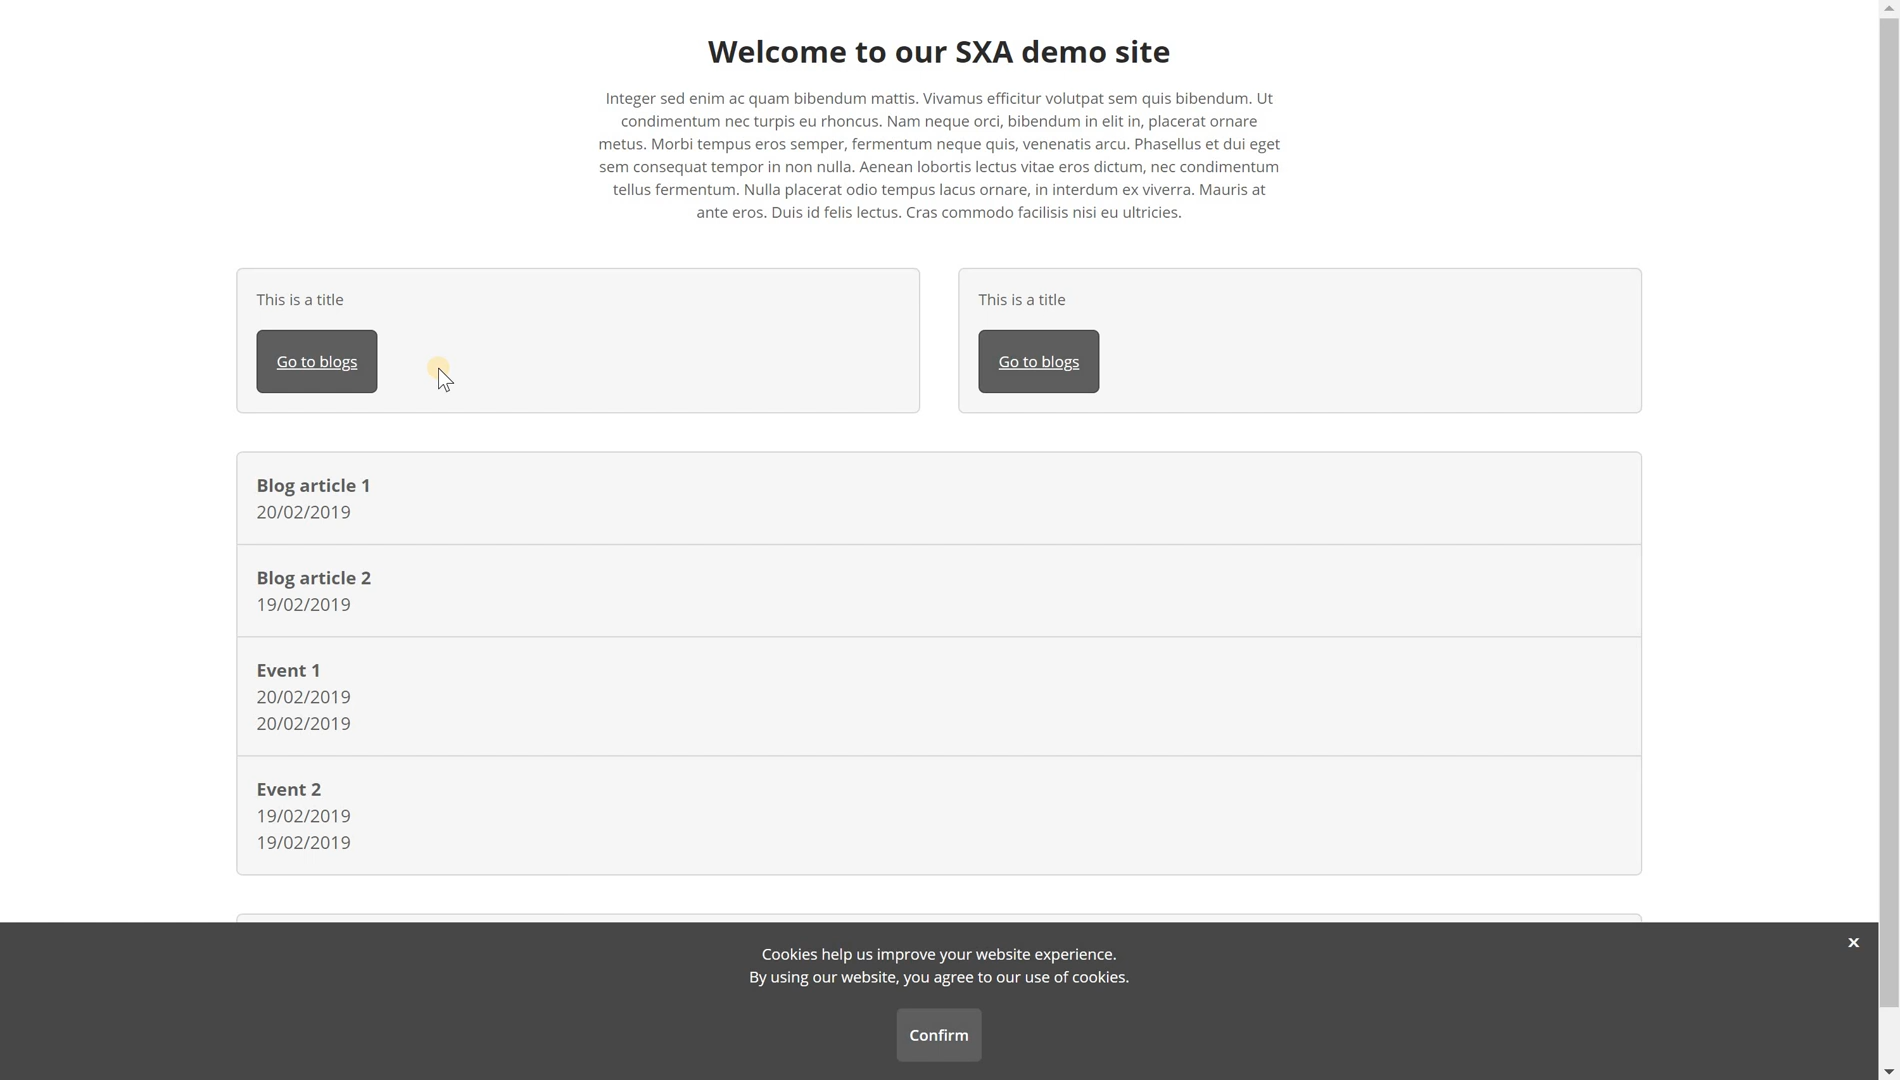 Welcome to our SXA demo site
Integer sed enim ac quam bibendum mattis. Vivamus efficitur volutpat sem quis bibendum. Ut
condimentum nec turpis eu rhoncus. Nam neque orci, bibendum in elit in, placerat ornare
metus. Morbi tempus eros semper, fermentum neque quis, venenatis arcu. Phasellus et dui eget
sem consequat tempor in non nulla. Aenean lobortis lectus vitae eros dictum, nec condimentum
tellus fermentum. Nulla placerat odio tempus lacus ornare, in interdum ex viverra. Mauris at
ante eros. Duis id felis lectus. Cras commodo facilisis nisi eu ultricies.
This is a title
Go to blogs
This is a title
Go to blogs
Blog article 1
20/02/2019
Blog article 2
19/02/2019
Event 1
20/02/2019
20/02/2019
Event 2
19/02/2019
19/02/2019
Cookies help us improve your website experience.
By using our website, you agree to our use of cookies.
Confirm